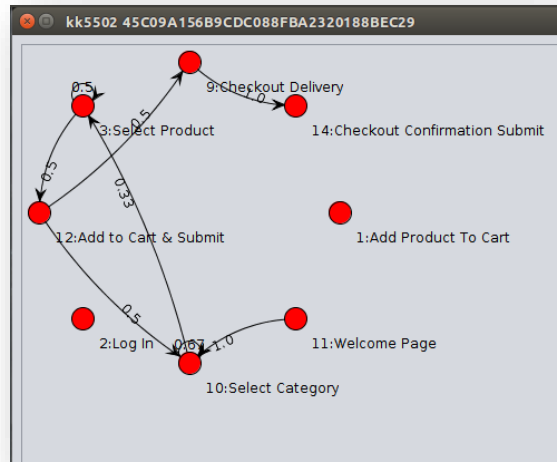 kk5502 45C09A156B9CDC088FBA2320188BEC29
0.5
9:Checkout Delivery
1.0
3:Select Product
0.5
14:Checkout Confirmation Submit
0.5
0.33
12:Add to Cart & Submit
1:Add Product To Cart
0.5
2:Log In
0.67
1.0
11:Welcome Page
10:Select Category